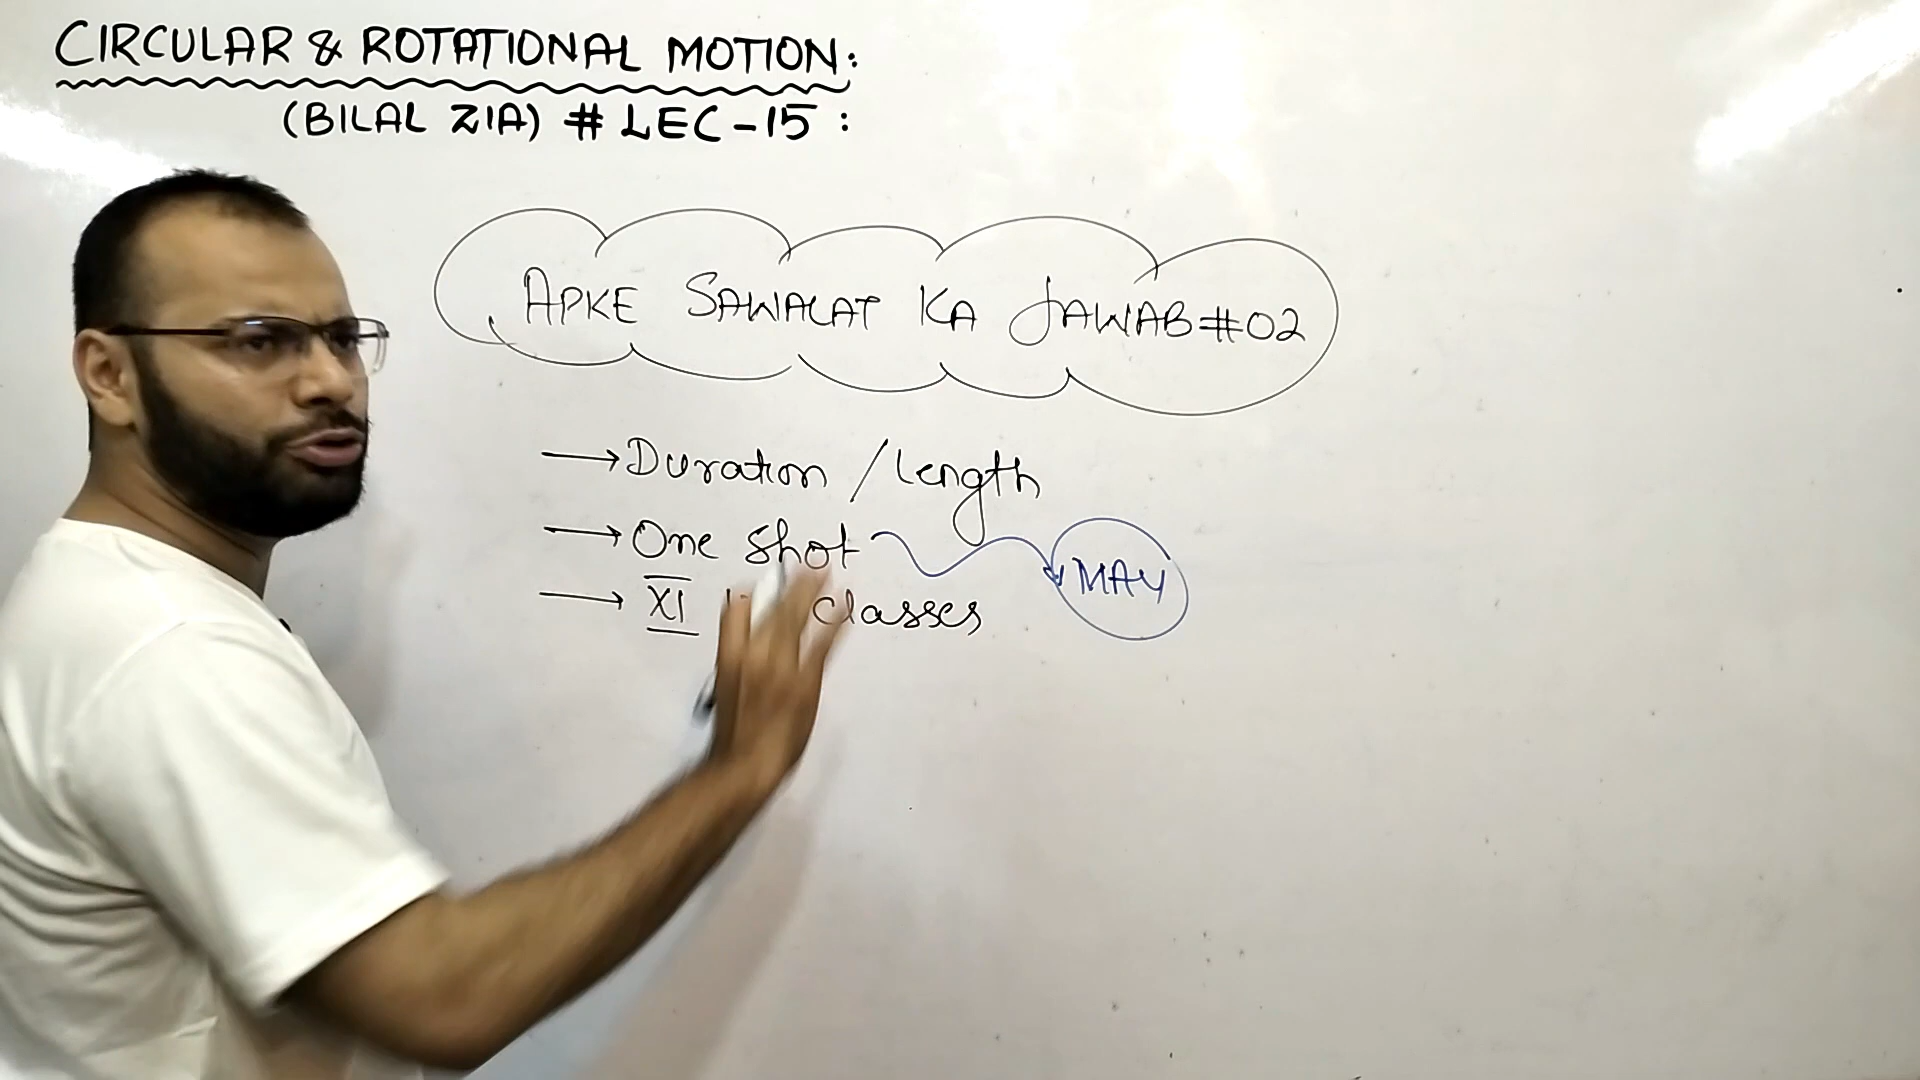 CIRCULAR & ROTATIONAL MOTION:
(BILAL ZIA) # LEC-15:
APKE SAWALAT KA JAWAB #02
→ Duration / length
→ One shot → MAY
→ XI classes